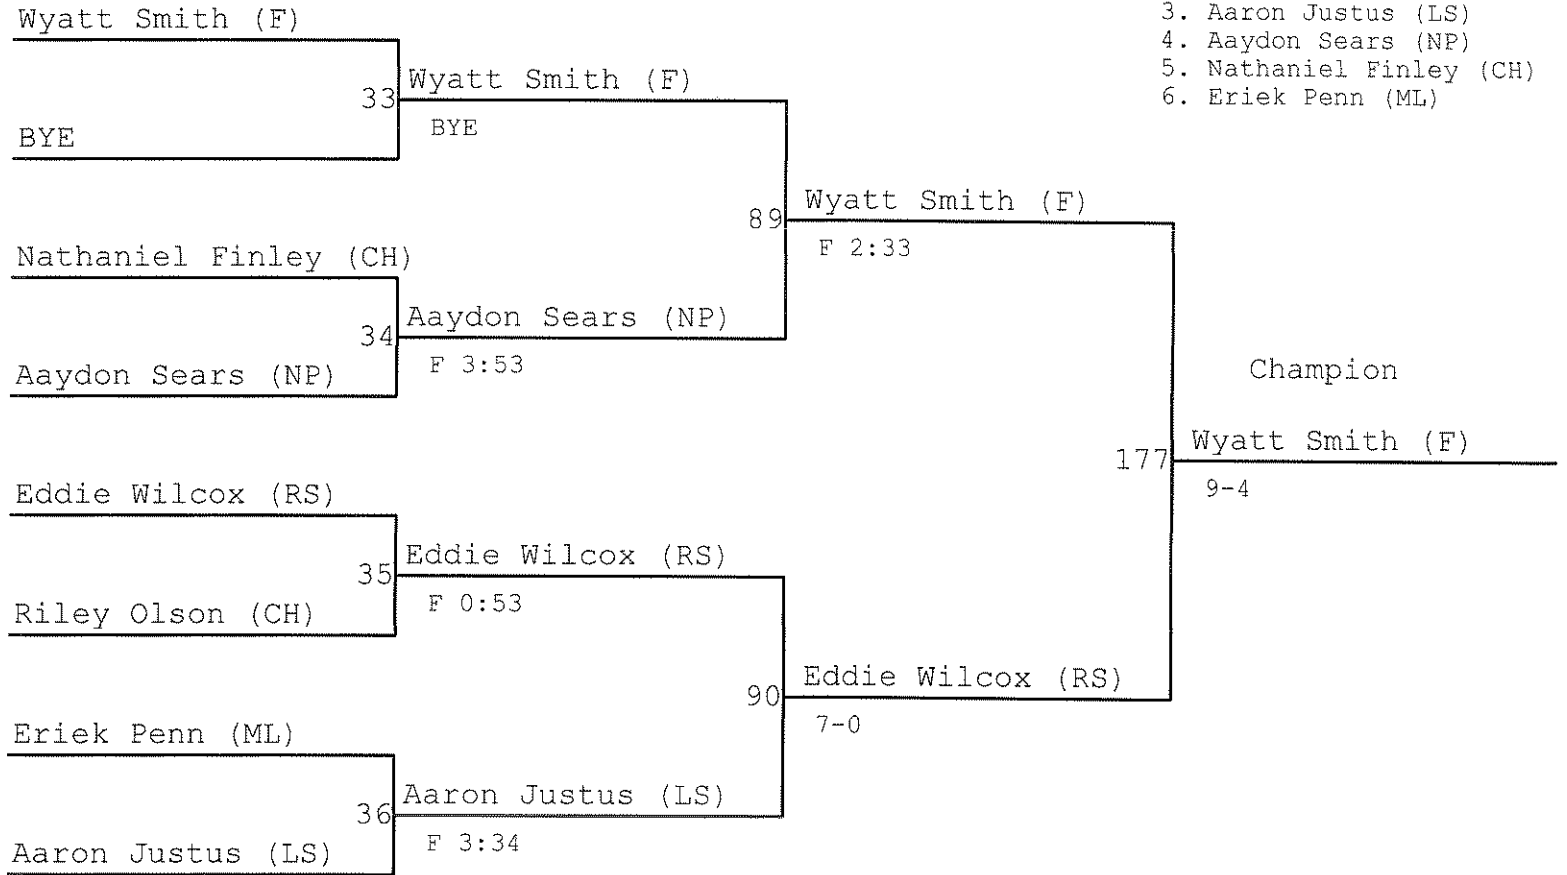 Wyatt Smith (F)
BYE
Nathaniel Finley (CH)
Aaydon Sears (NP)
Eddie Wilcox (RS)
Riley Olson (CH)
Eriek Penn (ML)
Aaron Justus (LS)
33
Wyatt Smith (F)
BYE
34
Aaydon Sears (NP)
F 3:53
35
Eddie Wilcox (RS)
F 0:53
36
Aaron Justus (LS)
F 3:34
89
Wyatt Smith (F)
F 2:33
90
Eddie Wilcox (RS)
7-0
177
Champion
Wyatt Smith (F)
9-4
3. Aaron Justus (LS)
4. Aaydon Sears (NP)
5. Nathaniel Finley (CH)
6. Eriek Penn (ML)